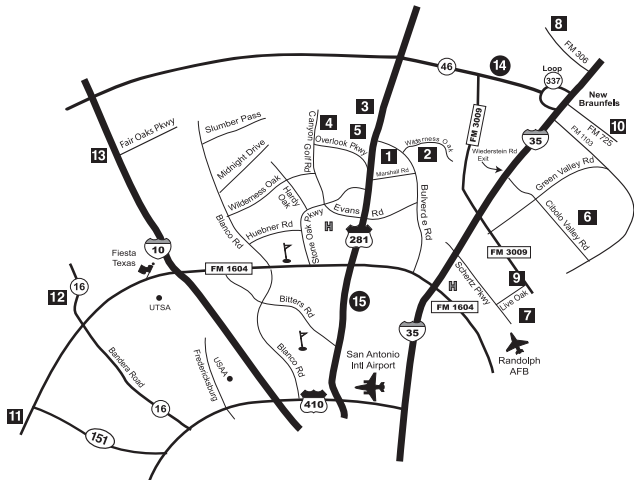 8
FM 306
46
14
Loop
337
New
Braunfels
3
Slumber Pass
4
Canyon Golf Rd
5
Overlook Pkwy
Fair Oaks Pkwy
13
Midnight Drive
1
Wilderness Oak
2
Marshall Rd
FM 3009
35
FM 1103
FM 725
10
Wiederstein Rd
Exit
Green Valley Rd
Wilderness Oak
Hardy
Oak
Blanco Rd
Huebner Rd
Stone Oak Pkwy
Evans Rd
H
281
Bulverde Rd
Cibolo Valley Rd
6
10
Fiesta
Texas
FM 1604
FM 3009
9
Schertz Pkwy
Live Oak
7
H
FM 1604
16
12
UTSA
Bitters Rd
15
35
Randolph
AFB
Bandera Road
Fredericksburg
USAA
Blanco Rd
San Antonio
Intl Airport
410
16
11
151